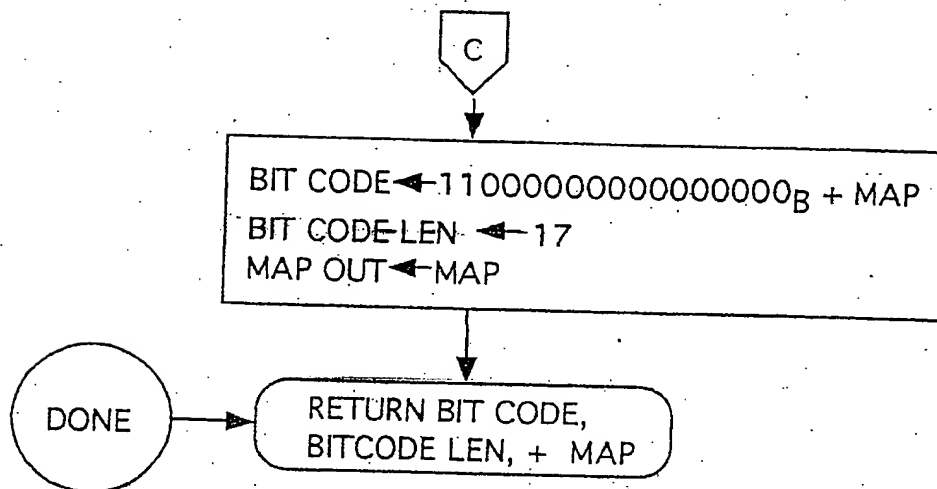 C
BIT CODE←11000000000000000B + MAP
BIT CODE-LEN ←17
MAP OUT←MAP
DONE
RETURN BIT CODE,
BITCODE LEN, + MAP